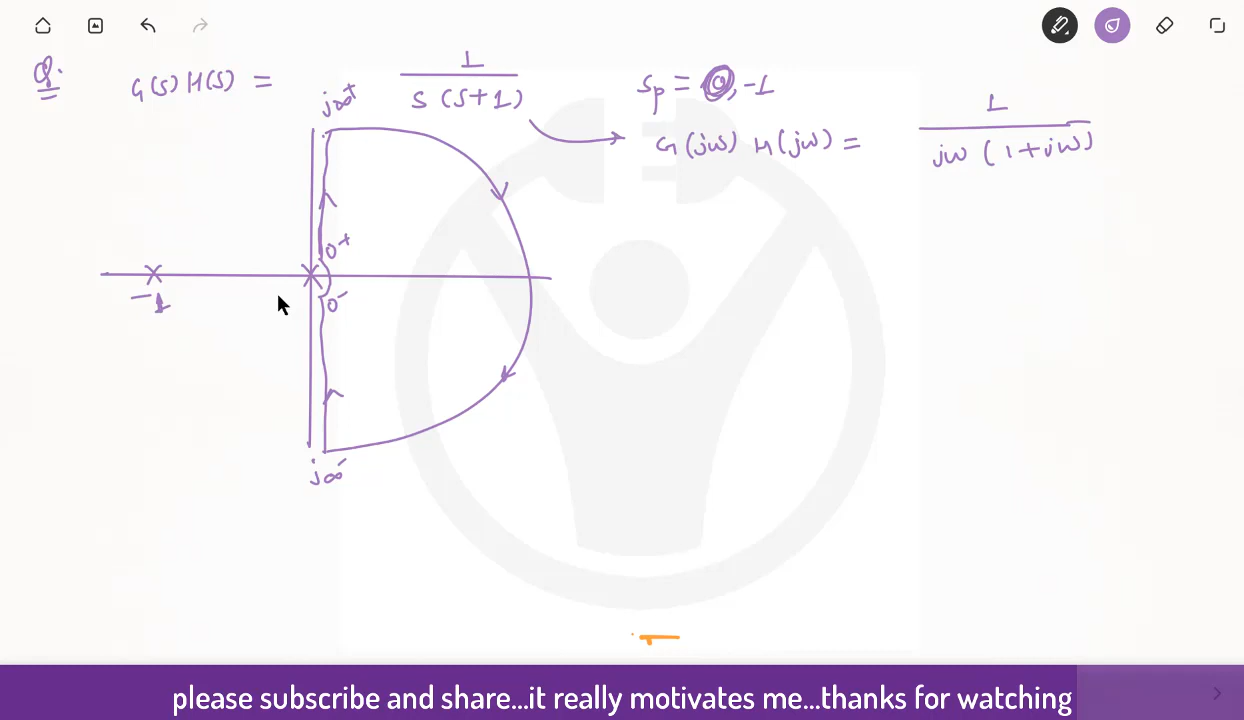 Q.
G(s)H(s) = 1 / s(s+1)
sp = 0, -1
G(jω) H(jω) = 1 / jω (1+jω)
j∞+
0+
0-
-1
j∞-
please subscribe and share...it really motivates me...thanks for watching